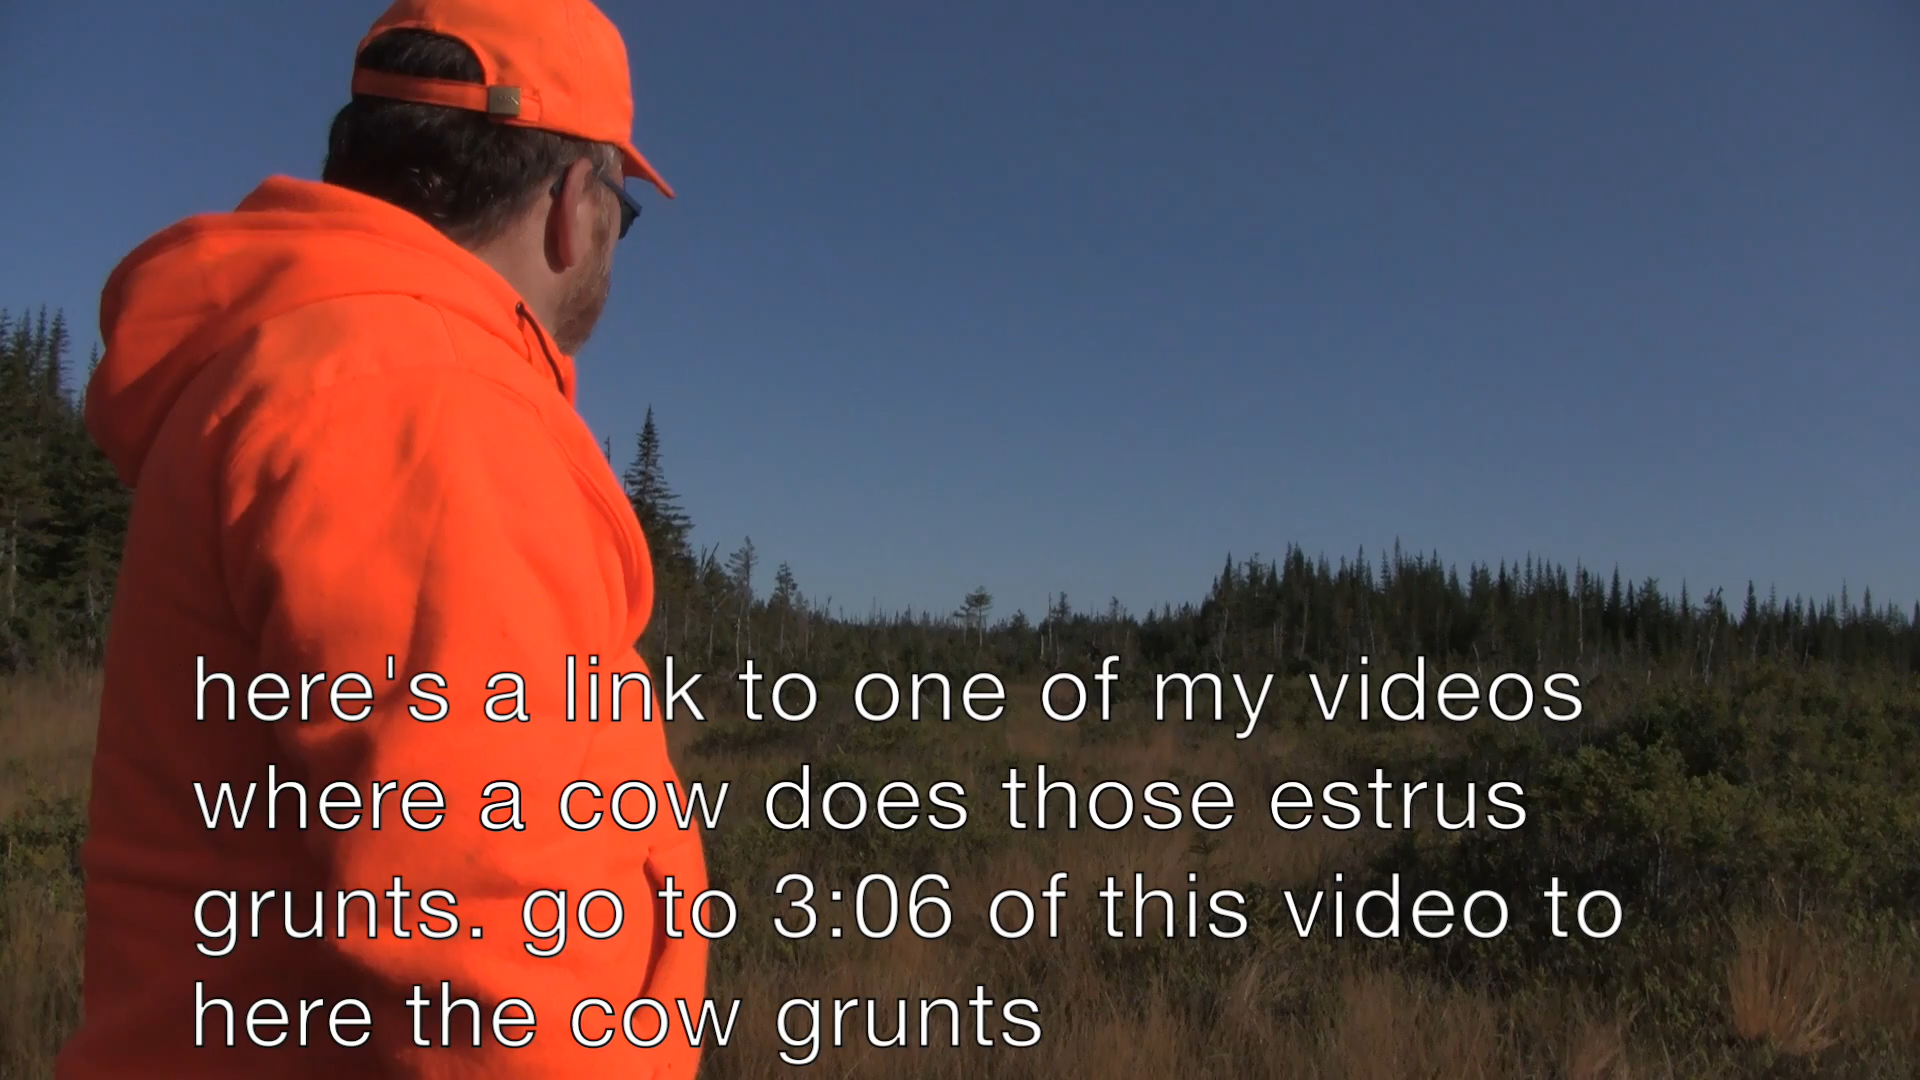 here's a link to one of my videos
where a cow does those estrus
grunts. go to 3:06 of this video to
here the cow grunts